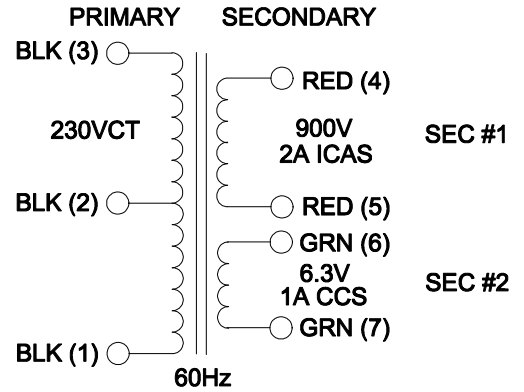 PRIMARY SECONDARY
BLK (3)
RED (4)
230VCT
900V
2A ICAS
SEC #1
BLK (2)
RED (5)
GRN (6)
6.3V
1A CCS
SEC #2
GRN (7)
BLK (1)
60Hz